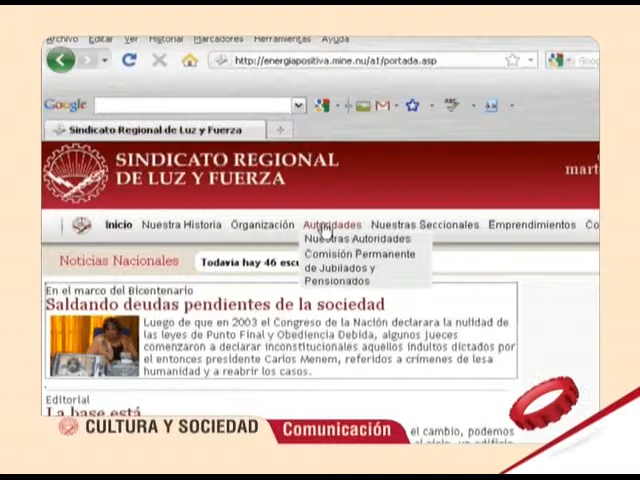 Archivo Editar Ver Historial Marcadores Herramientas Ayuda
http://energiapositiva.mine.nu/a1/portada.asp
Goo
Google
Sindicato Regional de Luz y Fuerza
SINDICATO REGIONAL
DE LUZ Y FUERZA
mart
Inicio Nuestra Historia Organización Autoridades Nuestras Seccionales Emprendimientos Co
Nuestras Autoridades
Comisión Permanente
de Jubilados y
Pensionados
Noticias Nacionales
Todavia hay 46 escu
En el marco del Bicentenario
Saldando deudas pendientes de la sociedad
Luego de que en 2003 el Congreso de la Nación declarara la nulidad de
las leyes de Punto Final y Obediencia Debida, algunos jueces
comenzaron a declarar inconstitucionales aquellos indultos dictados por
el entonces presidente Carlos Menem, referidos a crímenes de lesa
humanidad y a reabrir los casos.
Editorial
La base está
el cambio, podemos
CULTURA Y SOCIEDAD
Comunicación